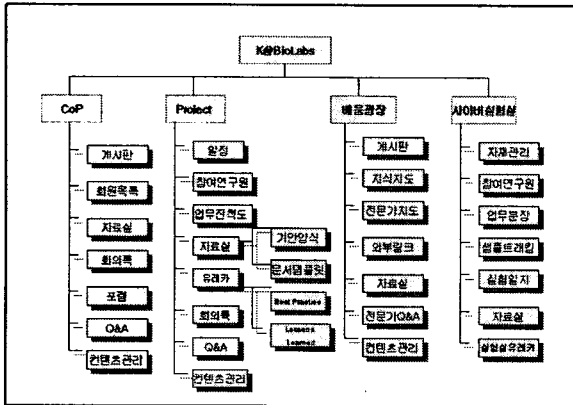 K@BioLabs
CoP
Project
배움광장
사이버실험실
게시판
회원목록
자료실
회의록
포럼
Q&A
컨텐츠관리
일정
참여연구원
업무진척도
자료실
유레카
회의록
Q&A
컨텐츠관리
기안양식
문서템플릿
Best Practice
Lessons
Learned
게시판
지식지도
전문가지도
외부링크
자료실
전문가Q&A
컨텐츠관리
자재관리
참여연구원
업무문장
샘플트래킹
실험일지
자료실
실험실유레카